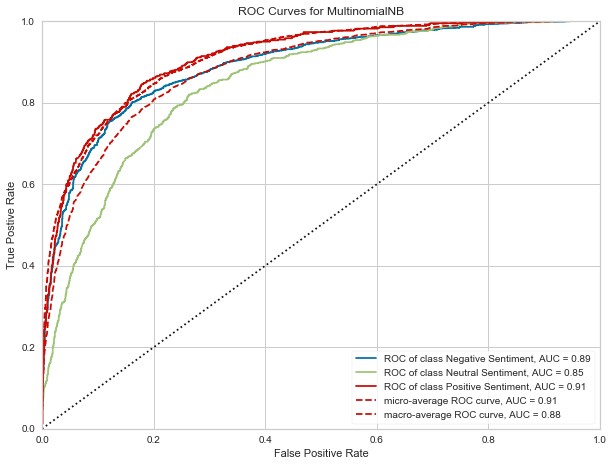 ROC Curves for MultinomialNB
True Postive Rate
1.0
0.8
0.6
0.4
0.2
0.0
ROC of class Negative Sentiment, AUC = 0.89
ROC of class Neutral Sentiment, AUC = 0.85
ROC of class Positive Sentiment, AUC = 0.91
micro-average ROC curve, AUC = 0.91
macro-average ROC curve, AUC = 0.88
0.0 0.2 0.4 0.6 0.8 1.0
False Positive Rate